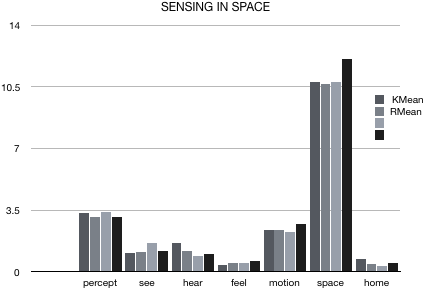 SENSING IN SPACE
14
10.5
7
3.5
0
KMean
RMean
percept see hear feel motion space home